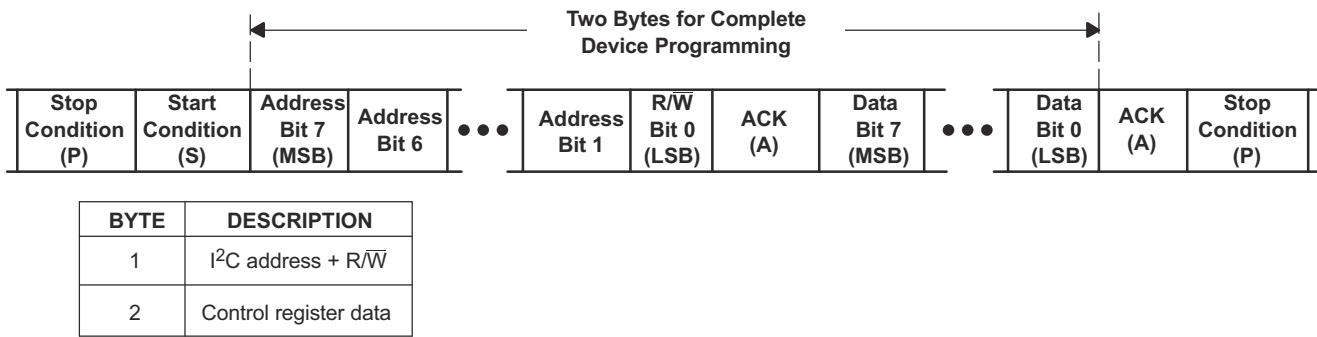 Two Bytes for Complete
Device Programming
Stop
Condition
(P)
Start
Condition
(S)
Address
Bit 7
(MSB)
Address
Bit 6
•••
Address
Bit 1
R/W̅
Bit 0
(LSB)
ACK
(A)
Data
Bit 7
(MSB)
•••
Data
Bit 0
(LSB)
ACK
(A)
Stop
Condition
(P)
BYTE DESCRIPTION
1 I²C address + R/W̅
2 Control register data